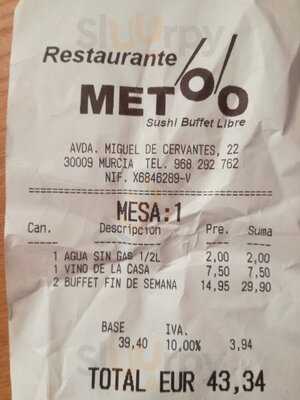 Slurrpy
Restaurante
METOO
Sushi Buffet Libre
AVDA. MIGUEL DE CERVANTES, 22
30009 MURCIA TEL. 968 292 762
NIF. X6846289-V
MESA:1
Can. Descripcion Pre. Suma
1 AGUA SIN GAS 1/2L 2,00 2,00
1 VINO DE LA CASA 7,50 7,50
2 BUFFET FIN DE SEMANA 14,95 29,90
BASE IVA.
39,40 10,00% 3,94
TOTAL EUR 43,34